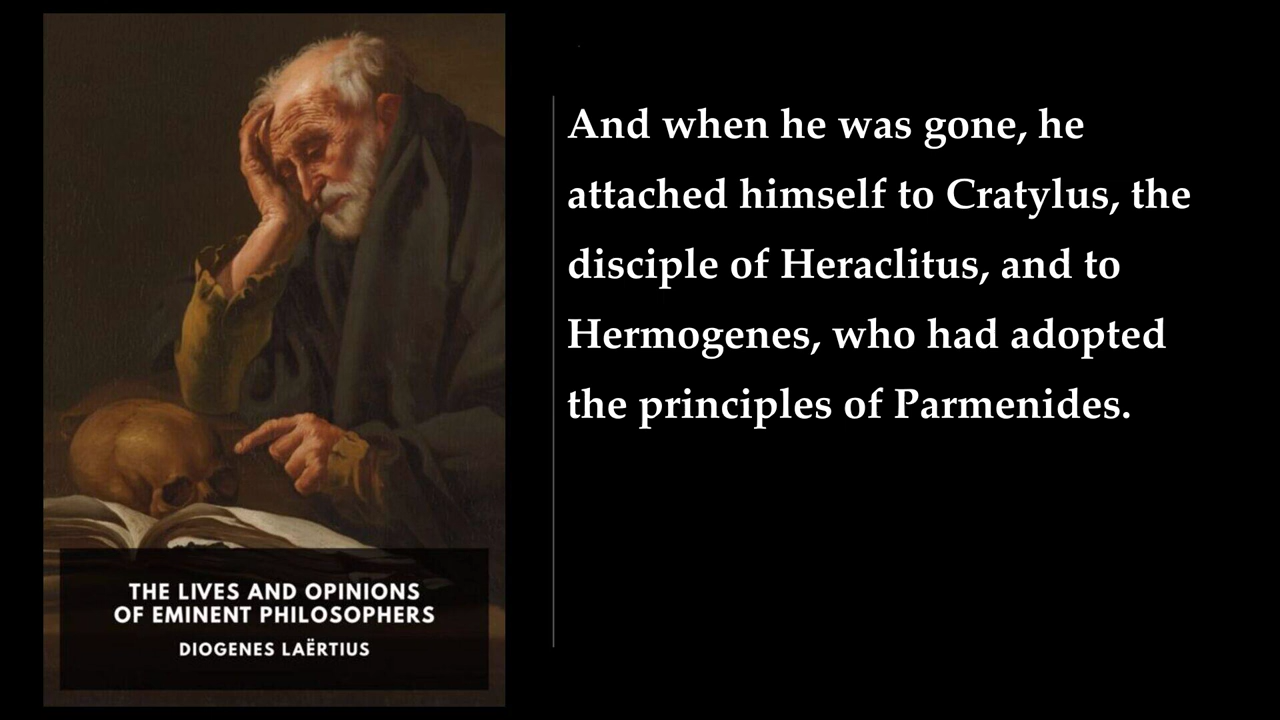 THE LIVES AND OPINIONS
OF EMINENT PHILOSOPHERS
DIOGENES LAËRTIUS
And when he was gone, he
attached himself to Cratylus, the
disciple of Heraclitus, and to
Hermogenes, who had adopted
the principles of Parmenides.